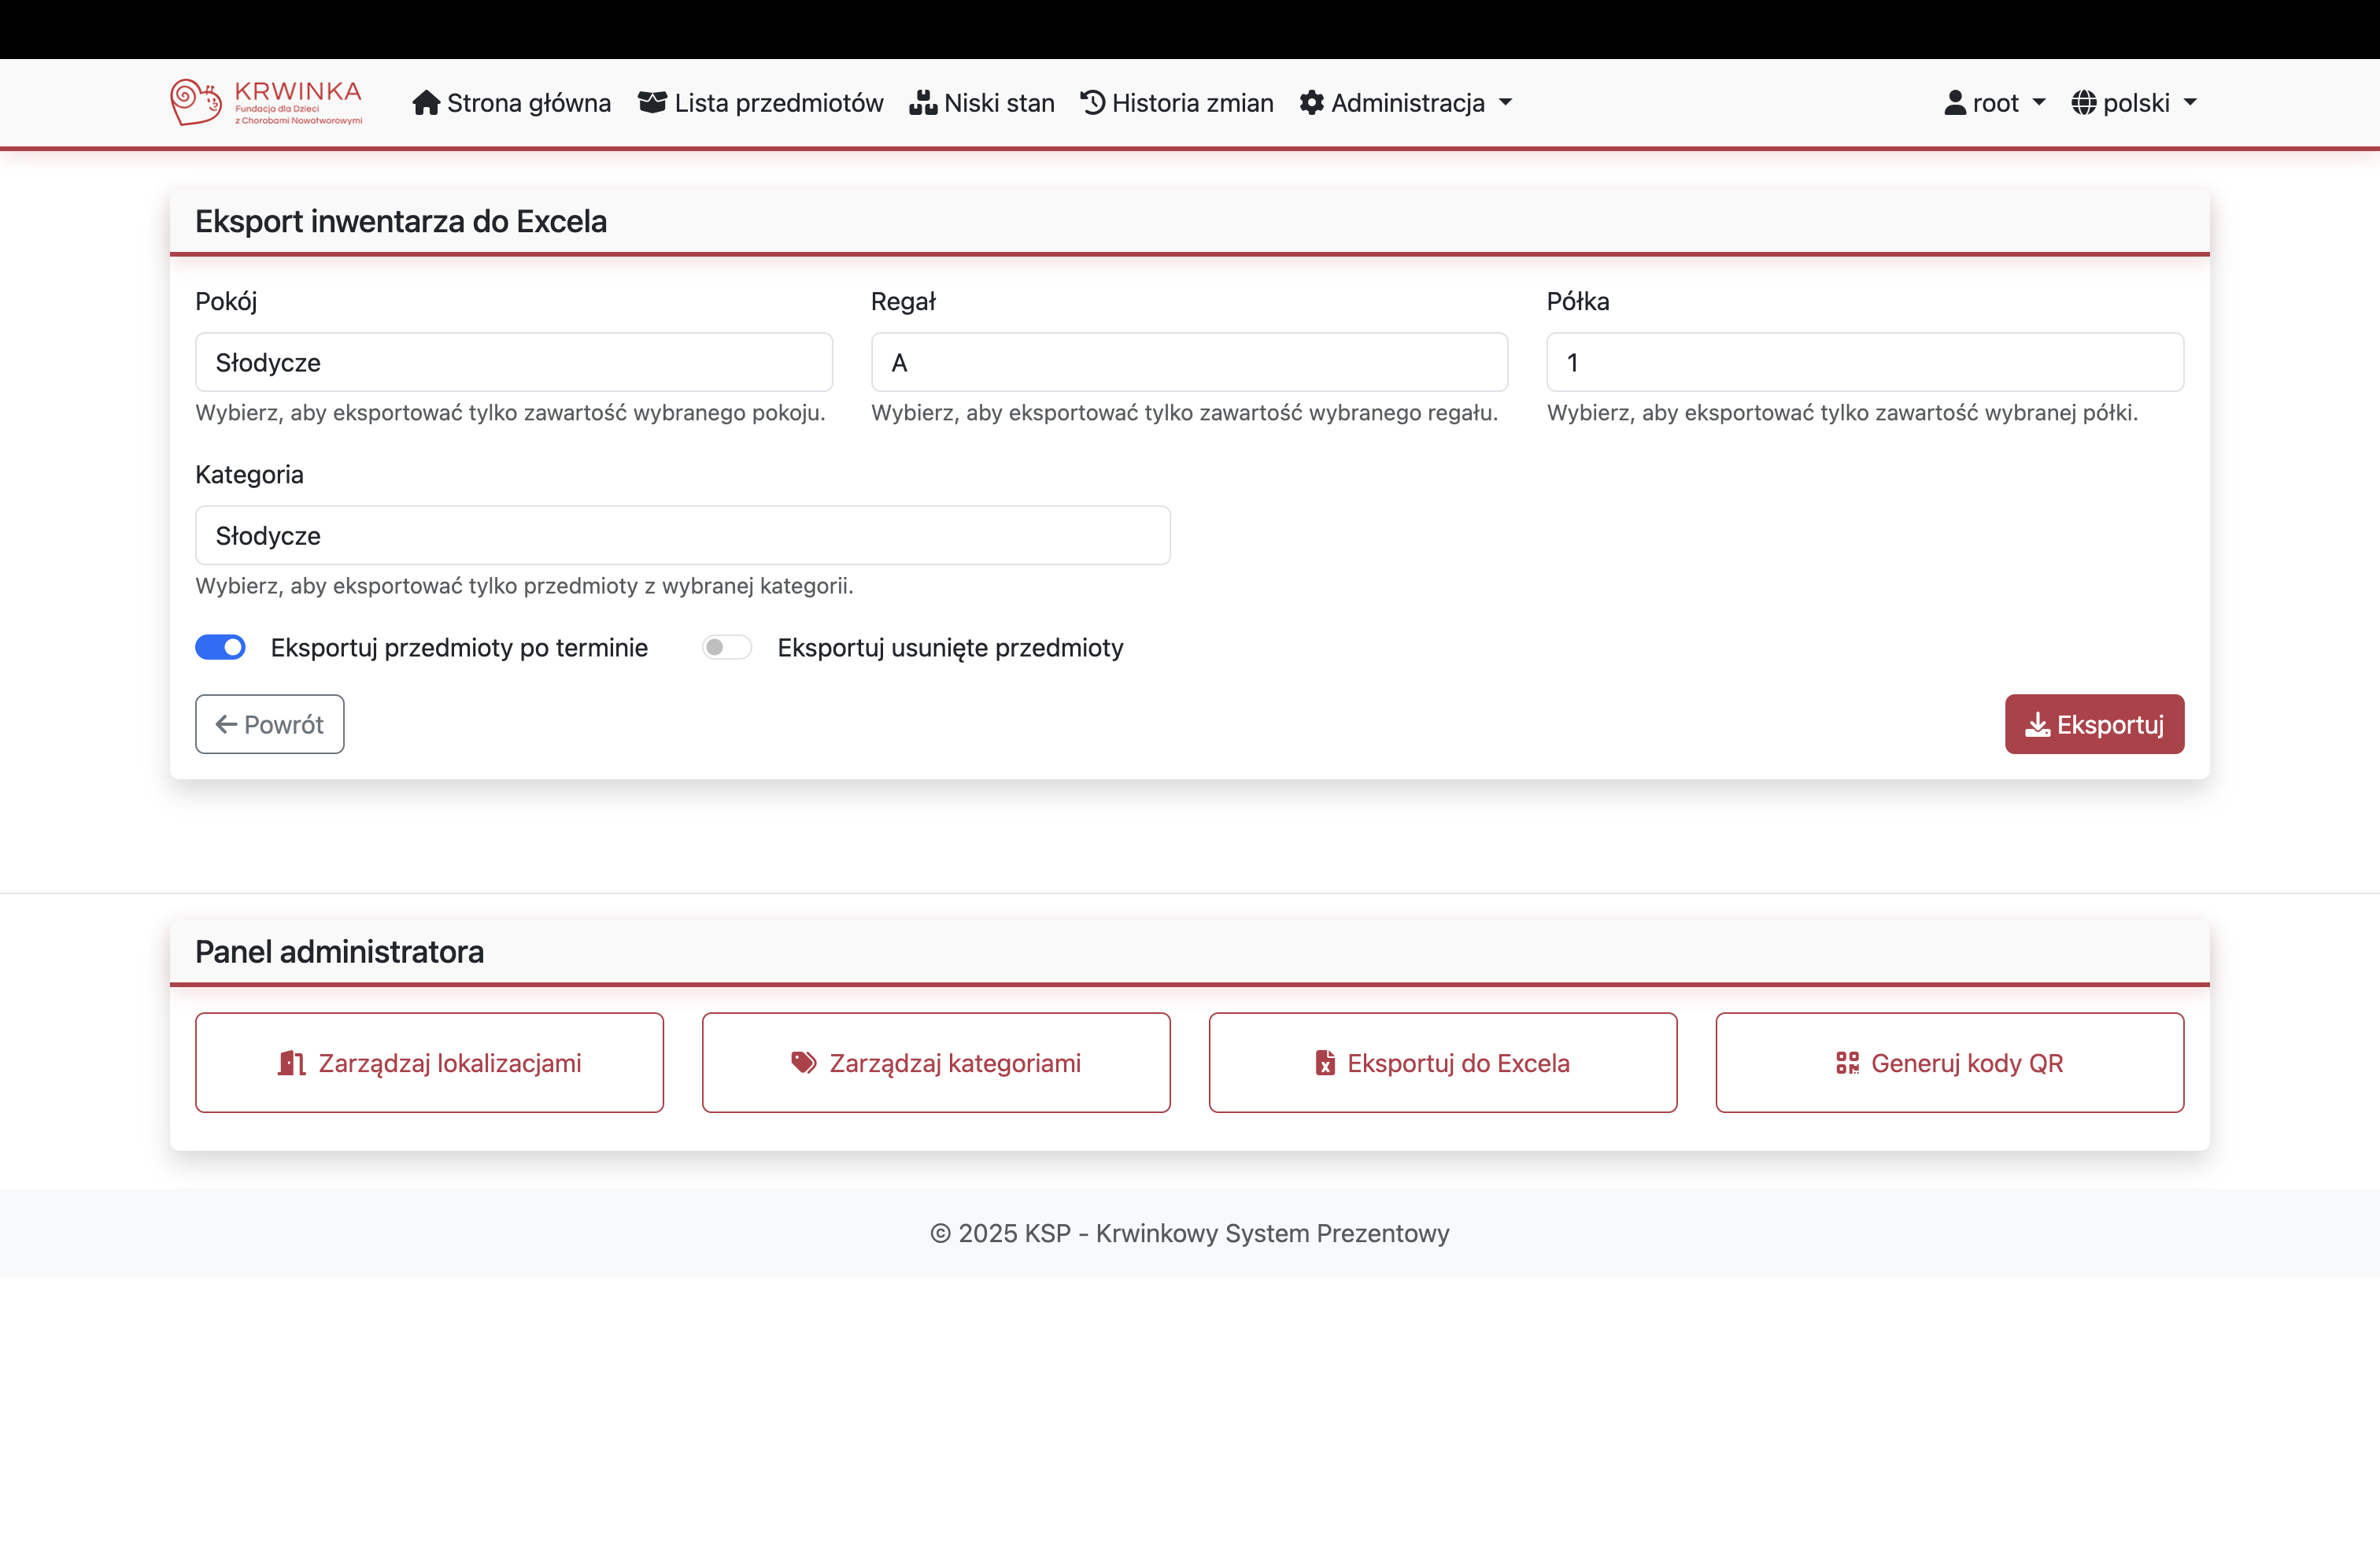 KRWINKA
Fundacja dla Dzieci
z Chorobami Nowotworowymi
Strona główna
Lista przedmiotów
Niski stan
Historia zmian
Administracja
root
polski
Eksport inwentarza do Excela
Pokój
Regał
Półka
Słodycze
A
1
Wybierz, aby eksportować tylko zawartość wybranego pokoju.
Wybierz, aby eksportować tylko zawartość wybranego regału.
Wybierz, aby eksportować tylko zawartość wybranej półki.
Kategoria
Słodycze
Wybierz, aby eksportować tylko przedmioty z wybranej kategorii.
Eksportuj przedmioty po terminie
Eksportuj usunięte przedmioty
Powrót
Eksportuj
Panel administratora
Zarządzaj lokalizacjami
Zarządzaj kategoriami
Eksportuj do Excela
Generuj kody QR
© 2025 KSP - Krwinkowy System Prezentowy